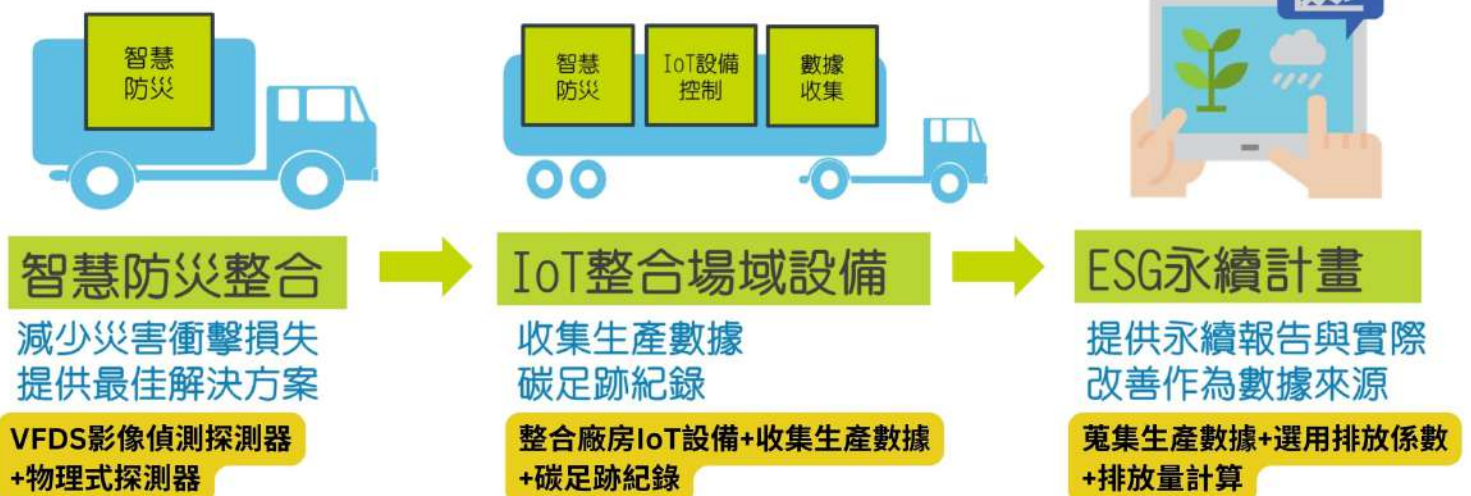 智慧
防災
智慧
防災
IoT設備
控制
數據
收集
智慧防災整合
減少災害衝擊損失
提供最佳解決方案
VFDS影像偵測探測器
+物理式探測器
IoT整合場域設備
收集生產數據
碳足跡紀錄
整合廠房IoT設備+收集生產數據
+碳足跡紀錄
ESG永續計畫
提供永續報告與實際
改善作為數據來源
蒐集生產數據+選用排放係數
+排放量計算